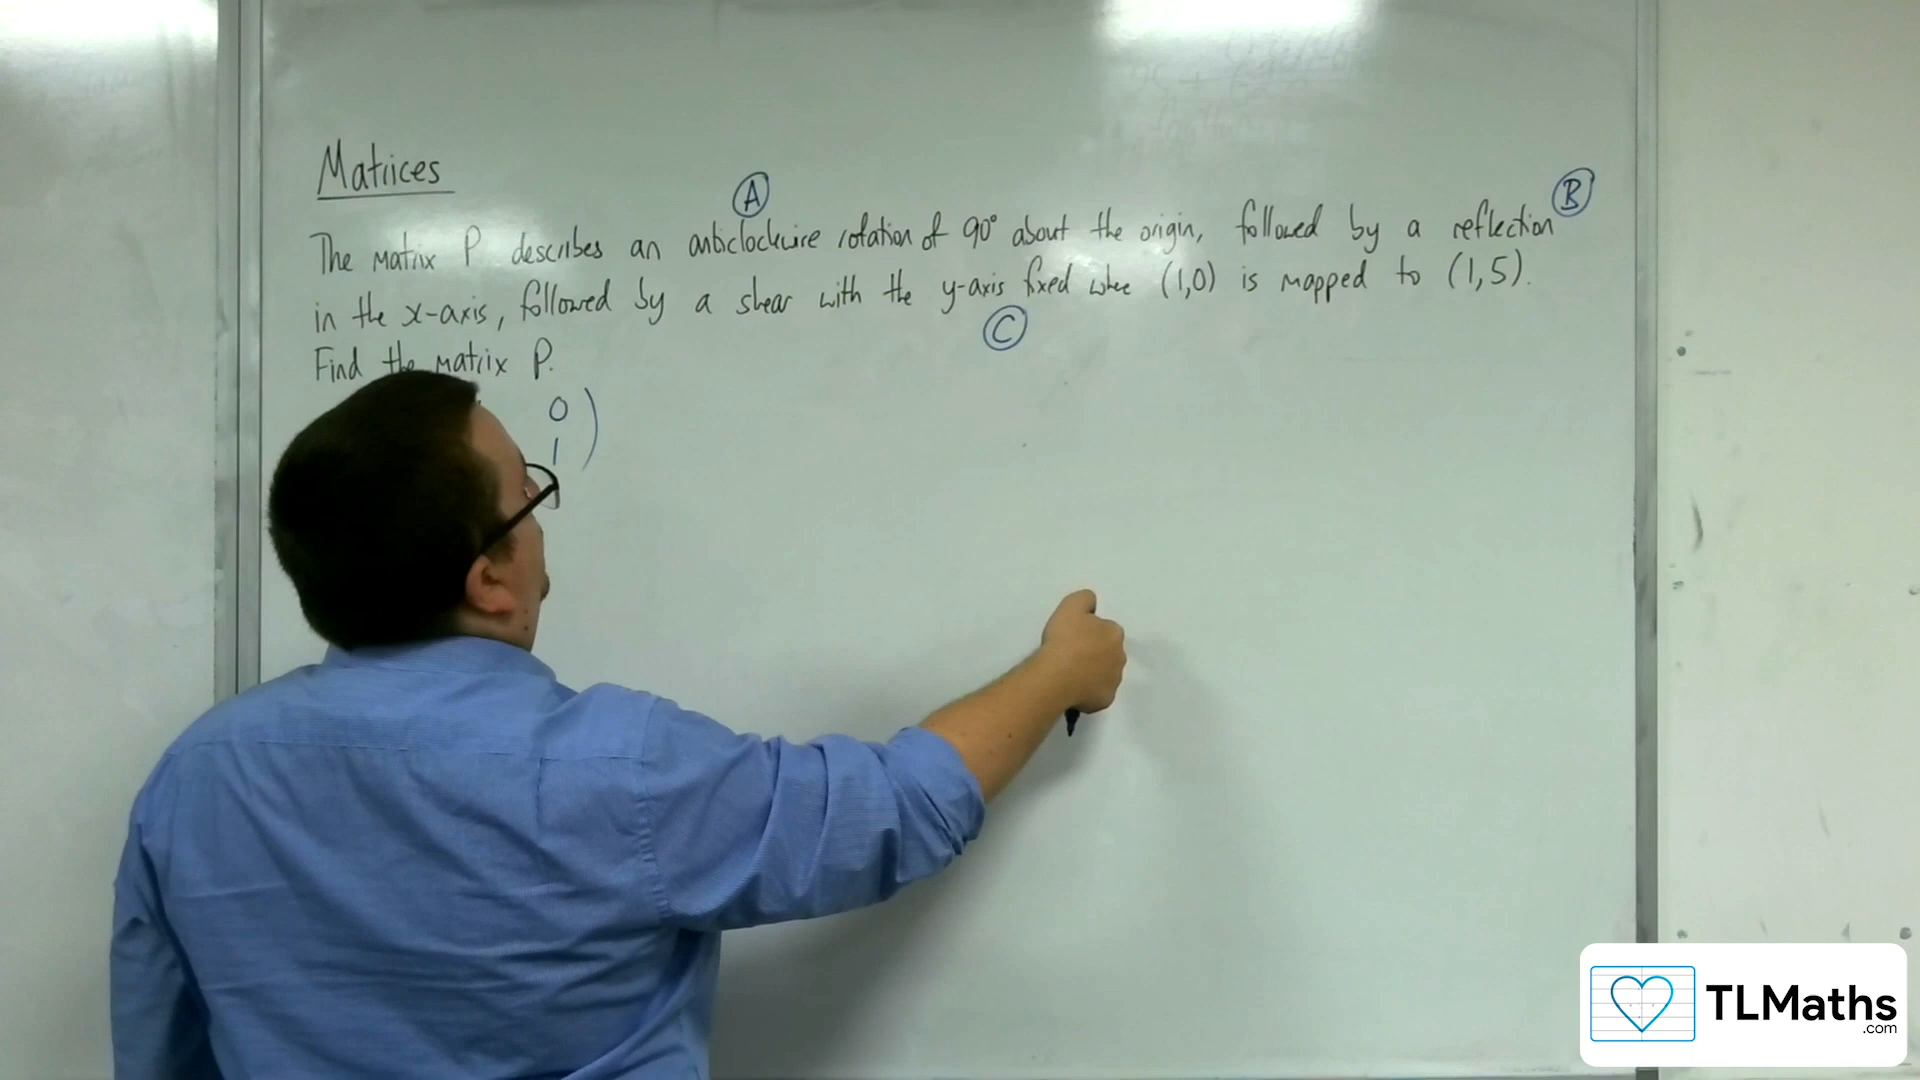 Matrices
The matrix P describes an anticlockwise rotation of 90° about the origin, followed by a reflection
in the x-axis, followed by a shear with the y-axis fixed where (1,0) is mapped to (1,5).
Find the matrix P.
A
B
C
0
1 )
TLMaths
.com